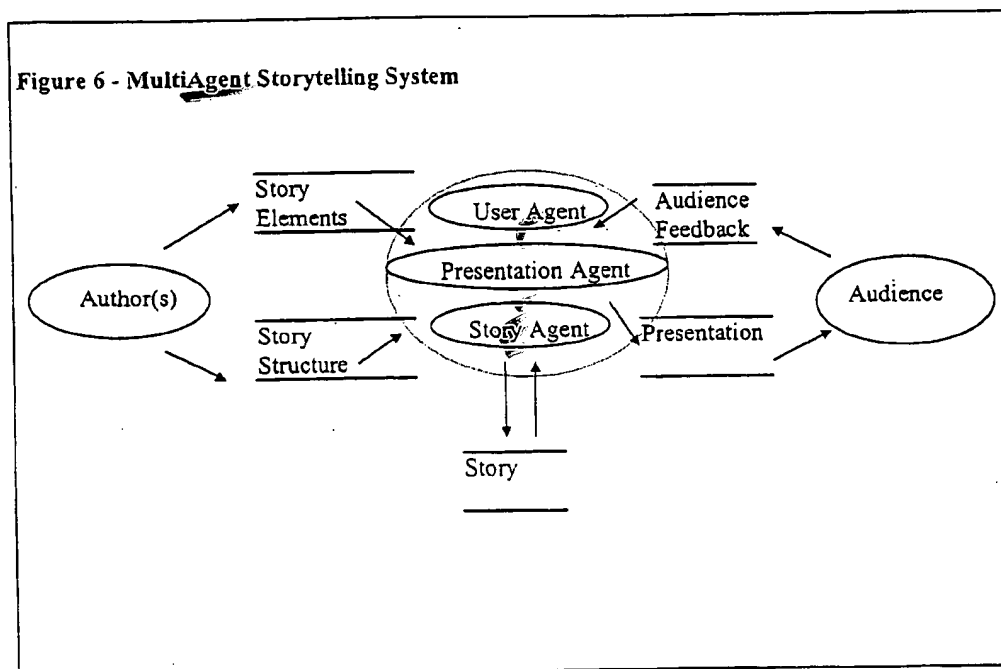 Figure 6 - MultiAgent Storytelling System
Story
Elements
User Agent
Audience
Feedback
Presentation Agent
Author(s)
Audience
Story
Structure
Story Agent
Presentation
Story